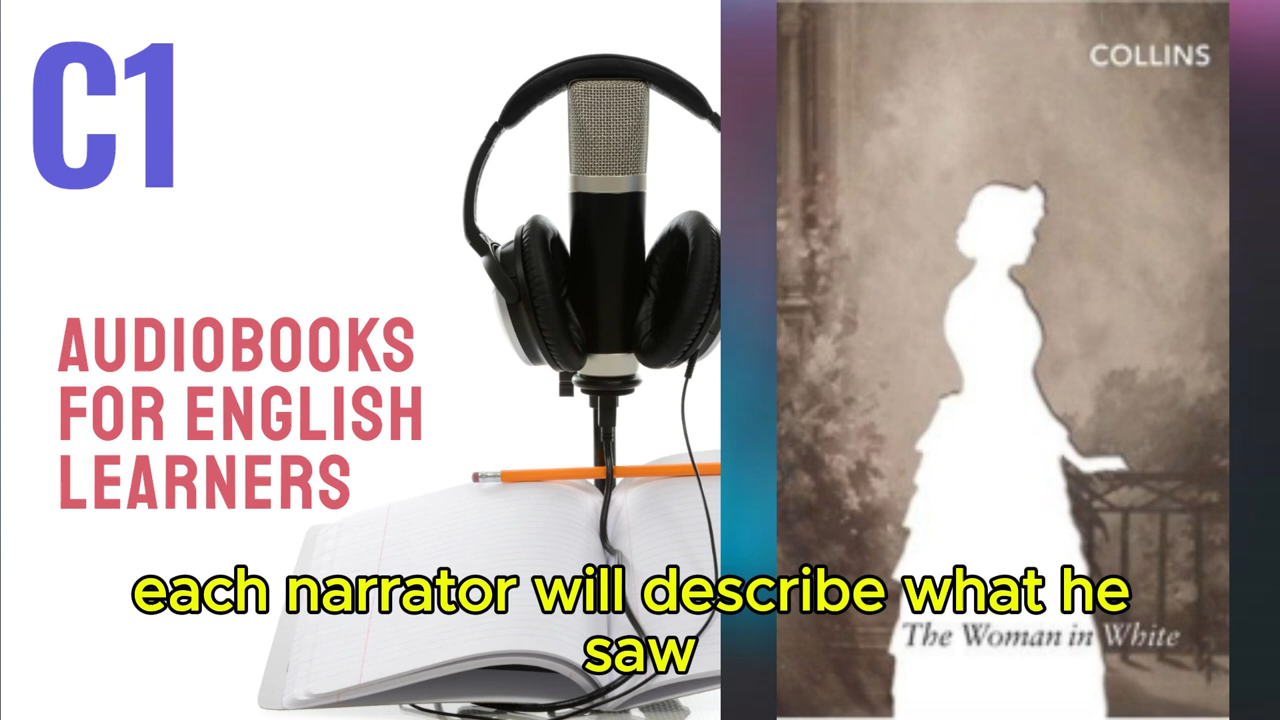 C1
AUDIOBOOKS
FOR ENGLISH
LEARNERS
COLLINS
The Woman in White
each narrator will describe what he
saw